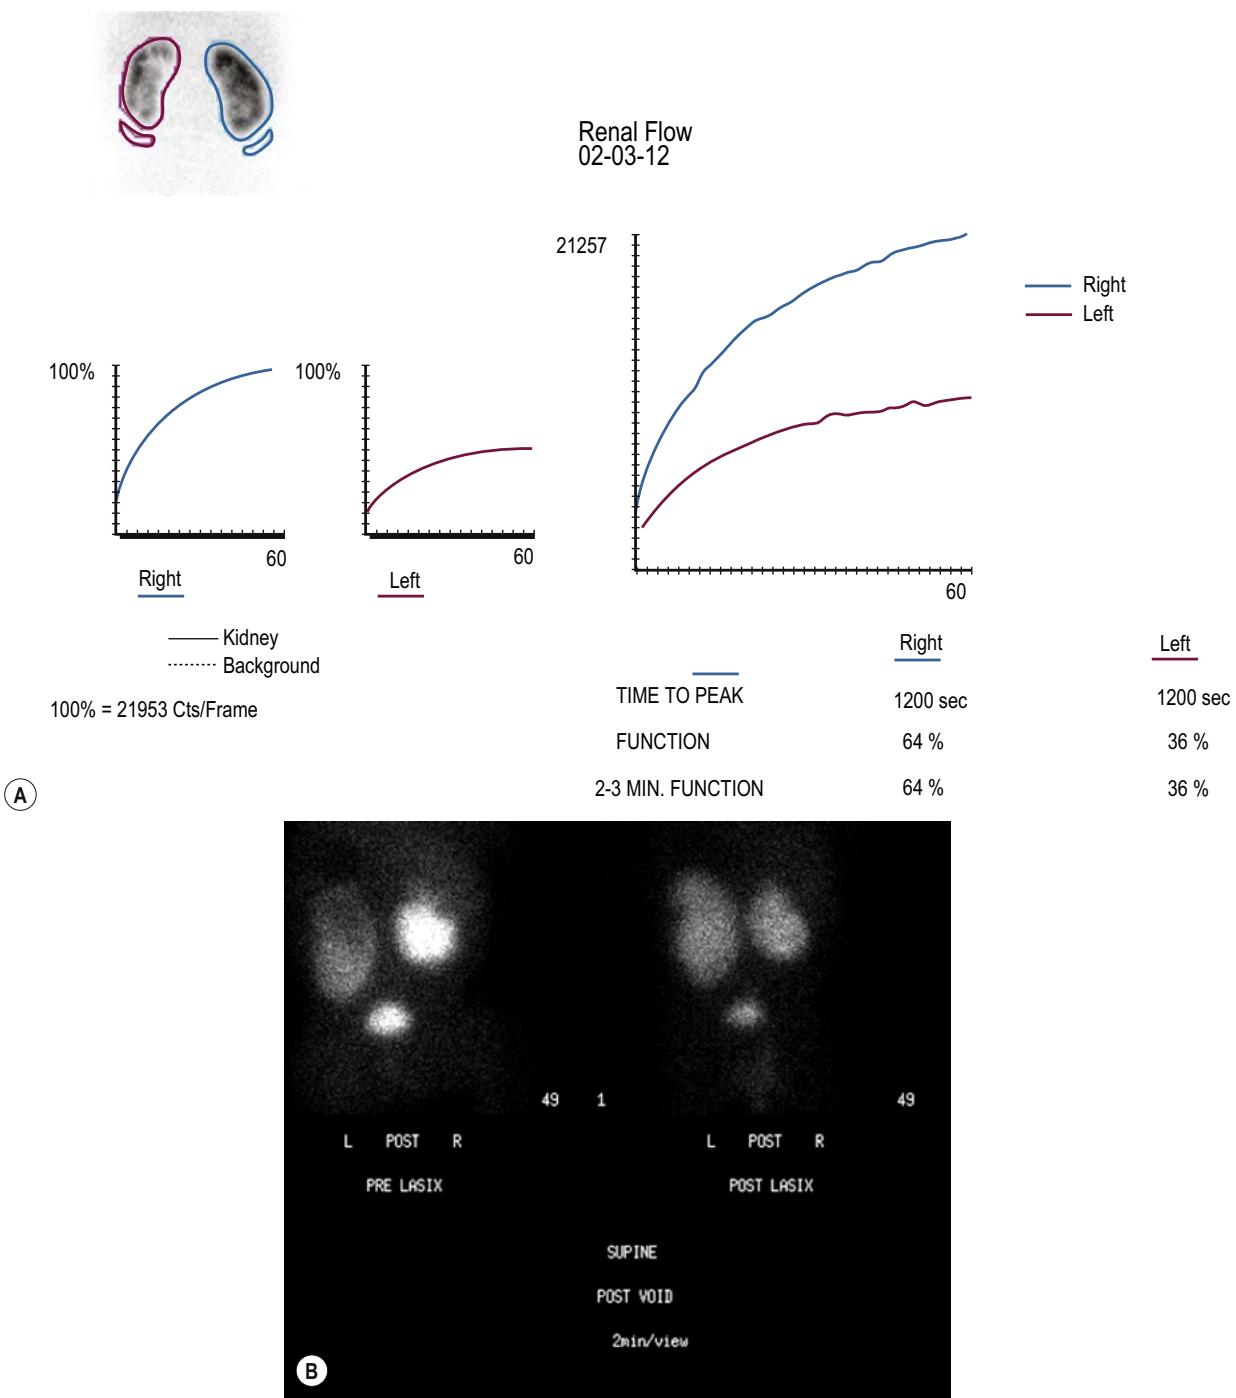 Renal Flow
02-03-12
21257
Right
Left
100%
100%
60
60
60
Right
Left
Kidney
Background
100% = 21953 Cts/Frame
Right
Left
TIME TO PEAK
1200 sec
1200 sec
FUNCTION
64 %
36 %
2-3 MIN. FUNCTION
64 %
36 %
A
49
1
49
L POST R
L POST R
PRE LASIX
POST LASIX
SUPINE
POST VOID
2min/view
B